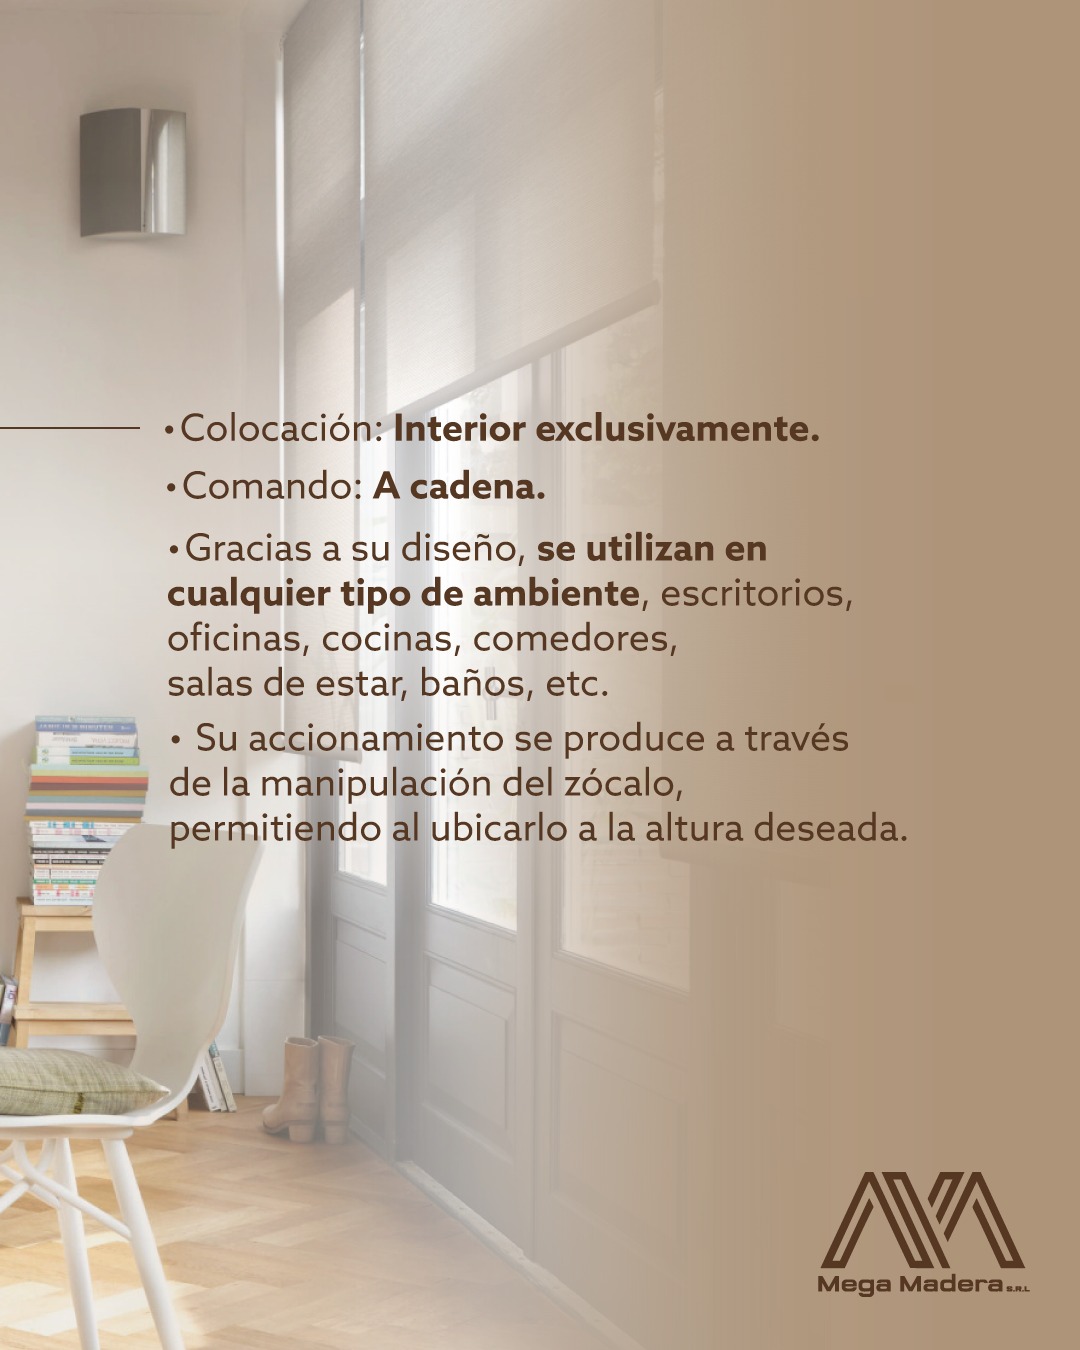 • Colocación: Interior exclusivamente.
• Comando: A cadena.
• Gracias a su diseño, se utilizan en
cualquier tipo de ambiente, escritorios,
oficinas, cocinas, comedores,
salas de estar, baños, etc.
• Su accionamiento se produce a través
de la manipulación del zócalo,
permitiendo al ubicarlo a la altura deseada.
Mega Madera S.R.L